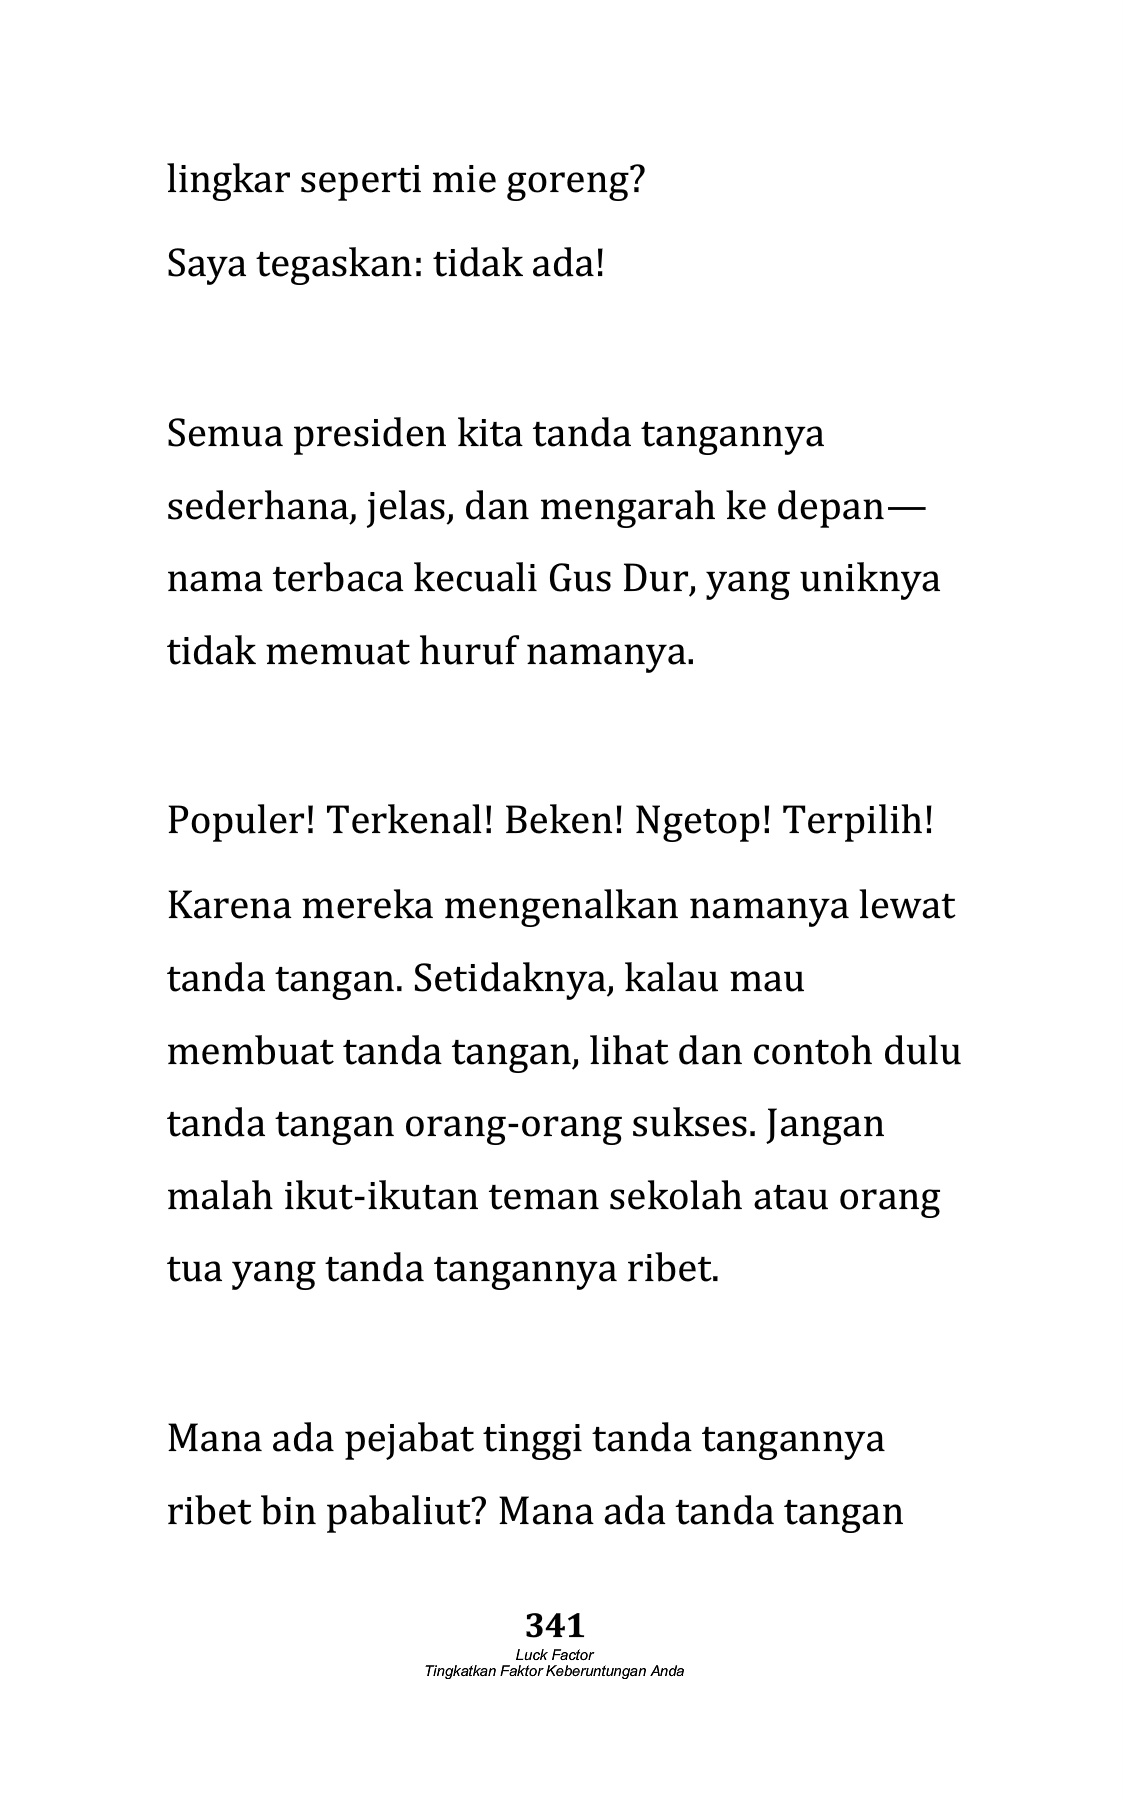 lingkar seperti mie goreng?
Saya tegaskan: tidak ada!
Semua presiden kita tanda tangannya
sederhana, jelas, dan mengarah ke depan—
nama terbaca kecuali Gus Dur, yang uniknya
tidak memuat huruf namanya.
Populer! Terkenal! Beken! Ngetop! Terpilih!
Karena mereka mengenalkan namanya lewat
tanda tangan. Setidaknya, kalau mau
membuat tanda tangan, lihat dan contoh dulu
tanda tangan orang-orang sukses. Jangan
malah ikut-ikutan teman sekolah atau orang
tua yang tanda tangannya ribet.
Mana ada pejabat tinggi tanda tangannya
ribet bin pabaliut? Mana ada tanda tangan
341
Luck Factor
Tingkatkan Faktor Keberuntungan Anda